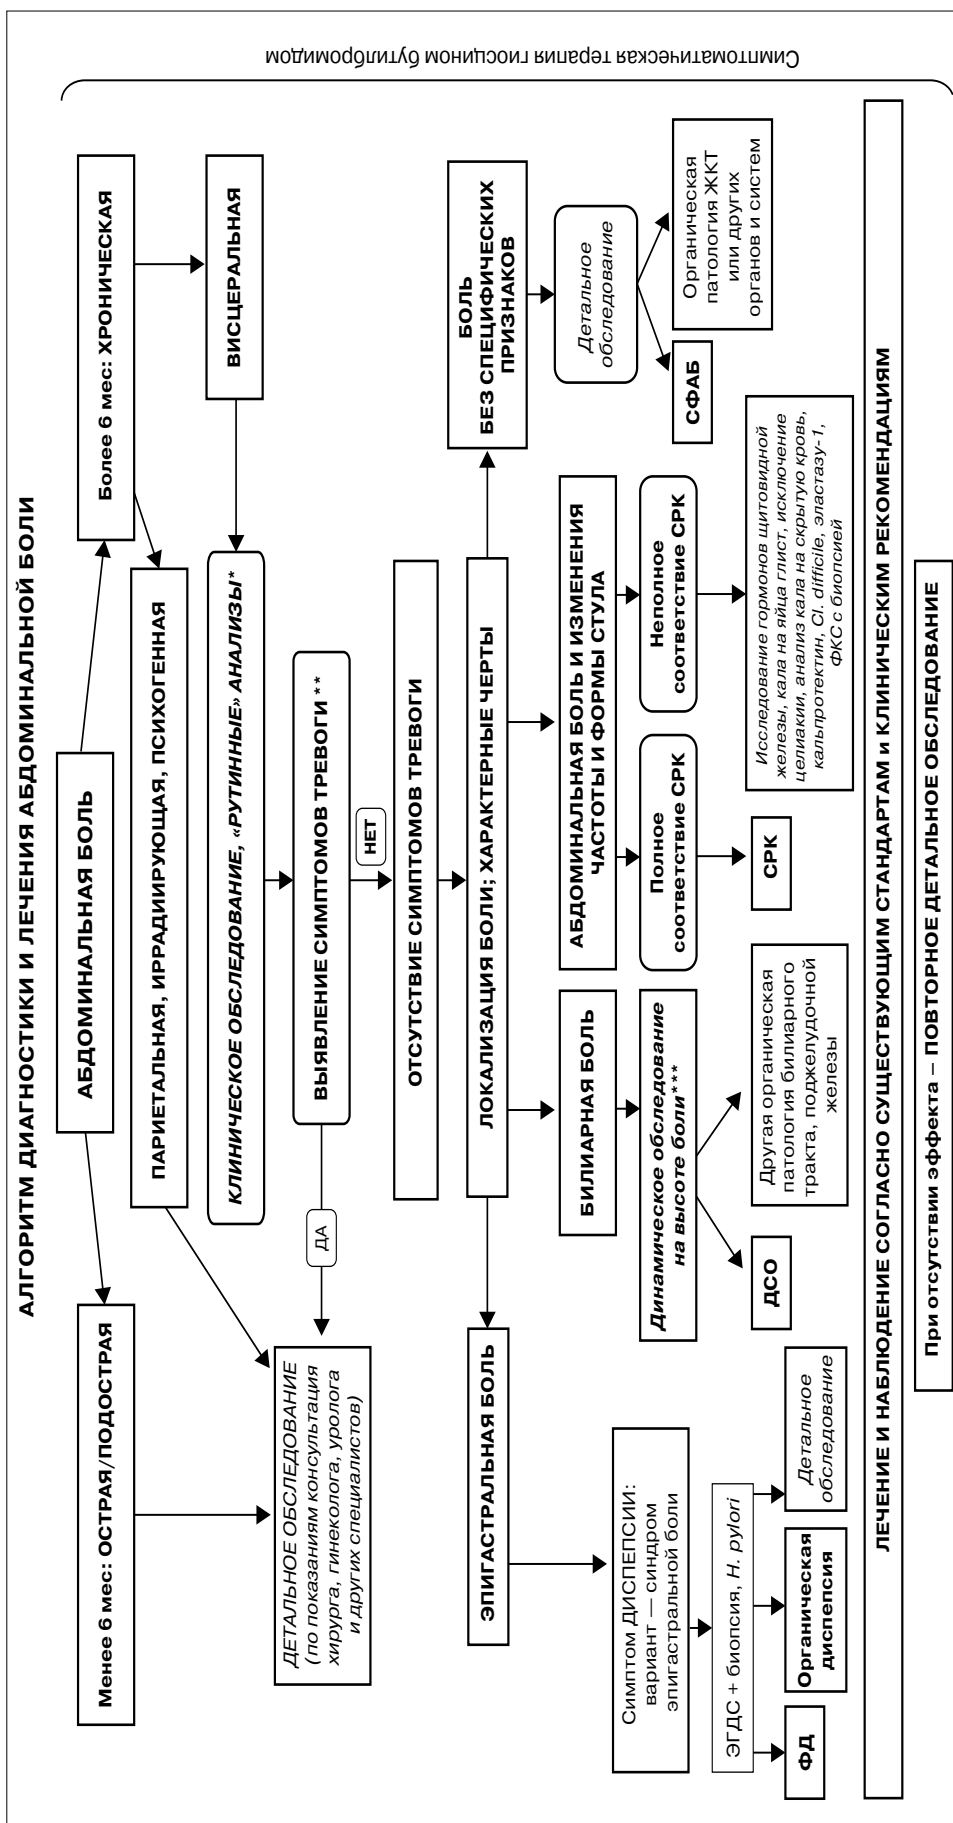 АЛГОРИТМ ДИАГНОСТИКИ И ЛЕЧЕНИЯ АБДОМИНАЛЬНОЙ БОЛИ
АБДОМИНАЛЬНАЯ БОЛЬ
Менее 6 мес: ОСТРАЯ/ПОДОСТРАЯ
Более 6 мес: ХРОНИЧЕСКАЯ
ПАРИЕТАЛЬНАЯ, ИРРАДИИРУЮЩАЯ, ПСИХОГЕННАЯ
ВИСЦЕРАЛЬНАЯ
КЛИНИЧЕСКОЕ ОБСЛЕДОВАНИЕ, «РУТИННЫЕ» АНАЛИЗЫ*
ДЕТАЛЬНОЕ ОБСЛЕДОВАНИЕ
(по показаниям консультация
хирурга, гинеколога, уролога
и других специалистов)
ДА
ВЫЯВЛЕНИЕ СИМПТОМОВ ТРЕВОГИ **
НЕТ
ОТСУТСТВИЕ СИМПТОМОВ ТРЕВОГИ
ЛОКАЛИЗАЦИЯ БОЛИ; ХАРАКТЕРНЫЕ ЧЕРТЫ
ЭПИГАСТРАЛЬНАЯ БОЛЬ
БИЛИАРНАЯ БОЛЬ
АБДОМИНАЛЬНАЯ БОЛЬ И ИЗМЕНЕНИЯ
ЧАСТОТЫ И ФОРМЫ СТУЛА
БОЛЬ
БЕЗ СПЕЦИФИЧЕСКИХ
ПРИЗНАКОВ
Симптом ДИСПЕПСИИ:
вариант — синдром
эпигастральной боли
ЭГДС + биопсия, H. pylori
ФД
Органическая
диспепсия
Детальное
обследование
Динамическое обследование
на высоте боли***
ДСО
Другая органическая
патология билиарного
тракта, поджелудочной
железы
Полное
соответствие СРК
СРК
Неполное
соответствие СРК
Исследование гормонов щитовидной
железы, кала на яйца глист, исключение
целиакии, анализ кала на скрытую кровь,
кальпротектин, Cl. difficile, эластазу-1,
ФКС с биопсией
Детальное
обследование
СФАБ
Органическая
патология ЖКТ
или других
органов и систем
ЛЕЧЕНИЕ И НАБЛЮДЕНИЕ СОГЛАСНО СУЩЕСТВУЮЩИМ СТАНДАРТАМ и КЛИНИЧЕСКИМ РЕКОМЕНДАЦИЯМ
При отсутствии эффекта – ПОВТОРНОЕ ДЕТАЛЬНОЕ ОБСЛЕДОВАНИЕ
Симптоматическая терапия гиосцином бутилбромидом